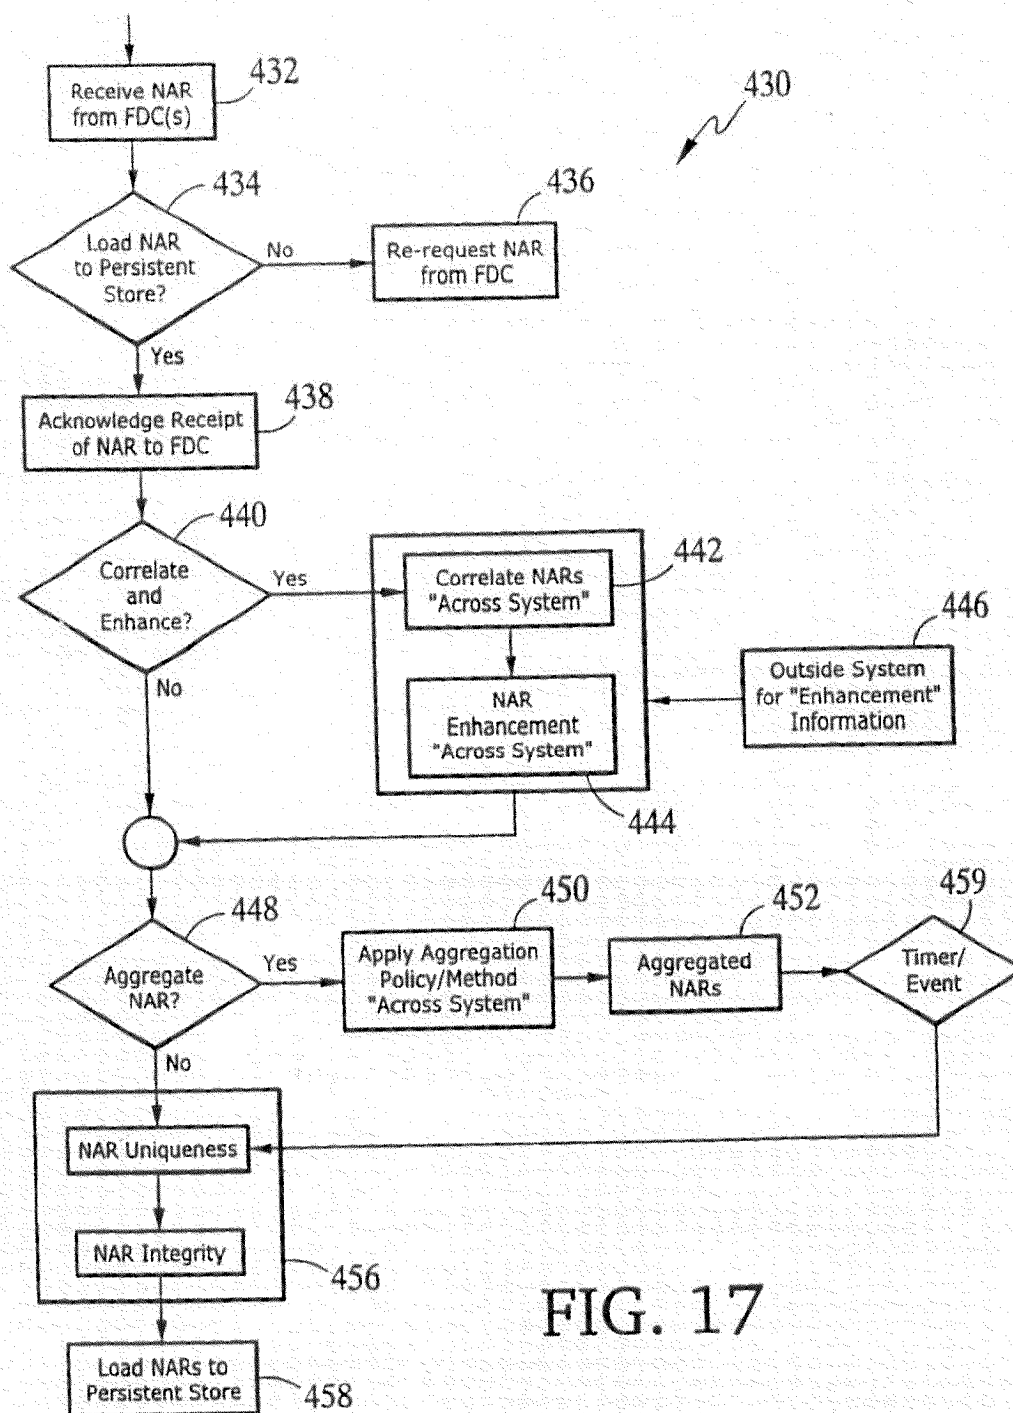 432
Receive NAR
from FDC(s)
430
434
Load NAR
to Persistent
Store?
No
436
Re-request NAR
from FDC
Yes
438
Acknowledge Receipt
of NAR to FDC
440
Correlate
and
Enhance?
Yes
442
Correlate NARs
"Across System"
446
Outside System
for "Enhancement"
Information
No
NAR
Enhancement
"Across System"
444
448
Aggregate
NAR?
Yes
450
Apply Aggregation
Policy/Method
"Across System"
452
Aggregated
NARs
459
Timer/
Event
No
NAR Uniqueness
NAR Integrity
456
Load NARs to
Persistent Store
458
FIG. 17